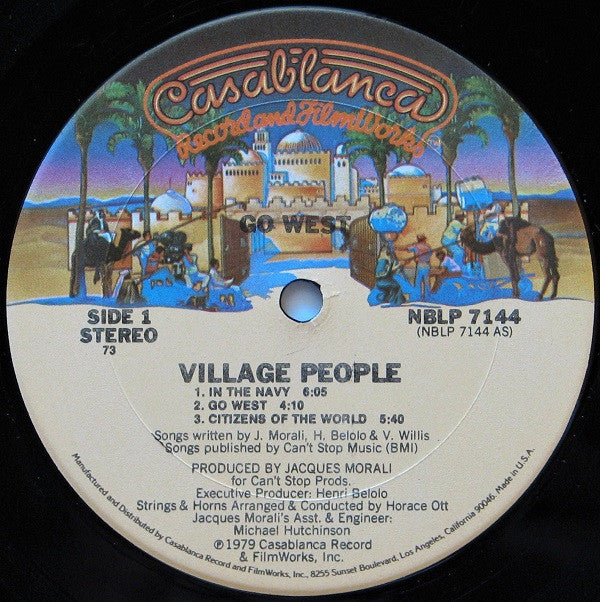 Casablanca
Record and FilmWorks
GO WEST
SIDE 1
STEREO
73
NBLP 7144
(NBLP 7144 AS)
VILLAGE PEOPLE
1. IN THE NAVY 6:05
2. GO WEST 4:10
3. CITIZENS OF THE WORLD 5:40
Songs written by J. Morali, H. Belolo & V. Willis
Songs published by Can't Stop Music (BMI)
PRODUCED BY JACQUES MORALI
for Can't Stop Prods.
Executive Producer: Henri Belolo
Strings & Horns Arranged & Conducted by Horace Ott
Jacques Morali's Asst. & Engineer:
Michael Hutchinson
℗1979 Casablanca Record
& FilmWorks, Inc.
Manufactured and Distributed by Casablanca Record and FilmWorks, Inc., 8255 Sunset Boulevard, Los Angeles, California 90046. Made in U.S.A.